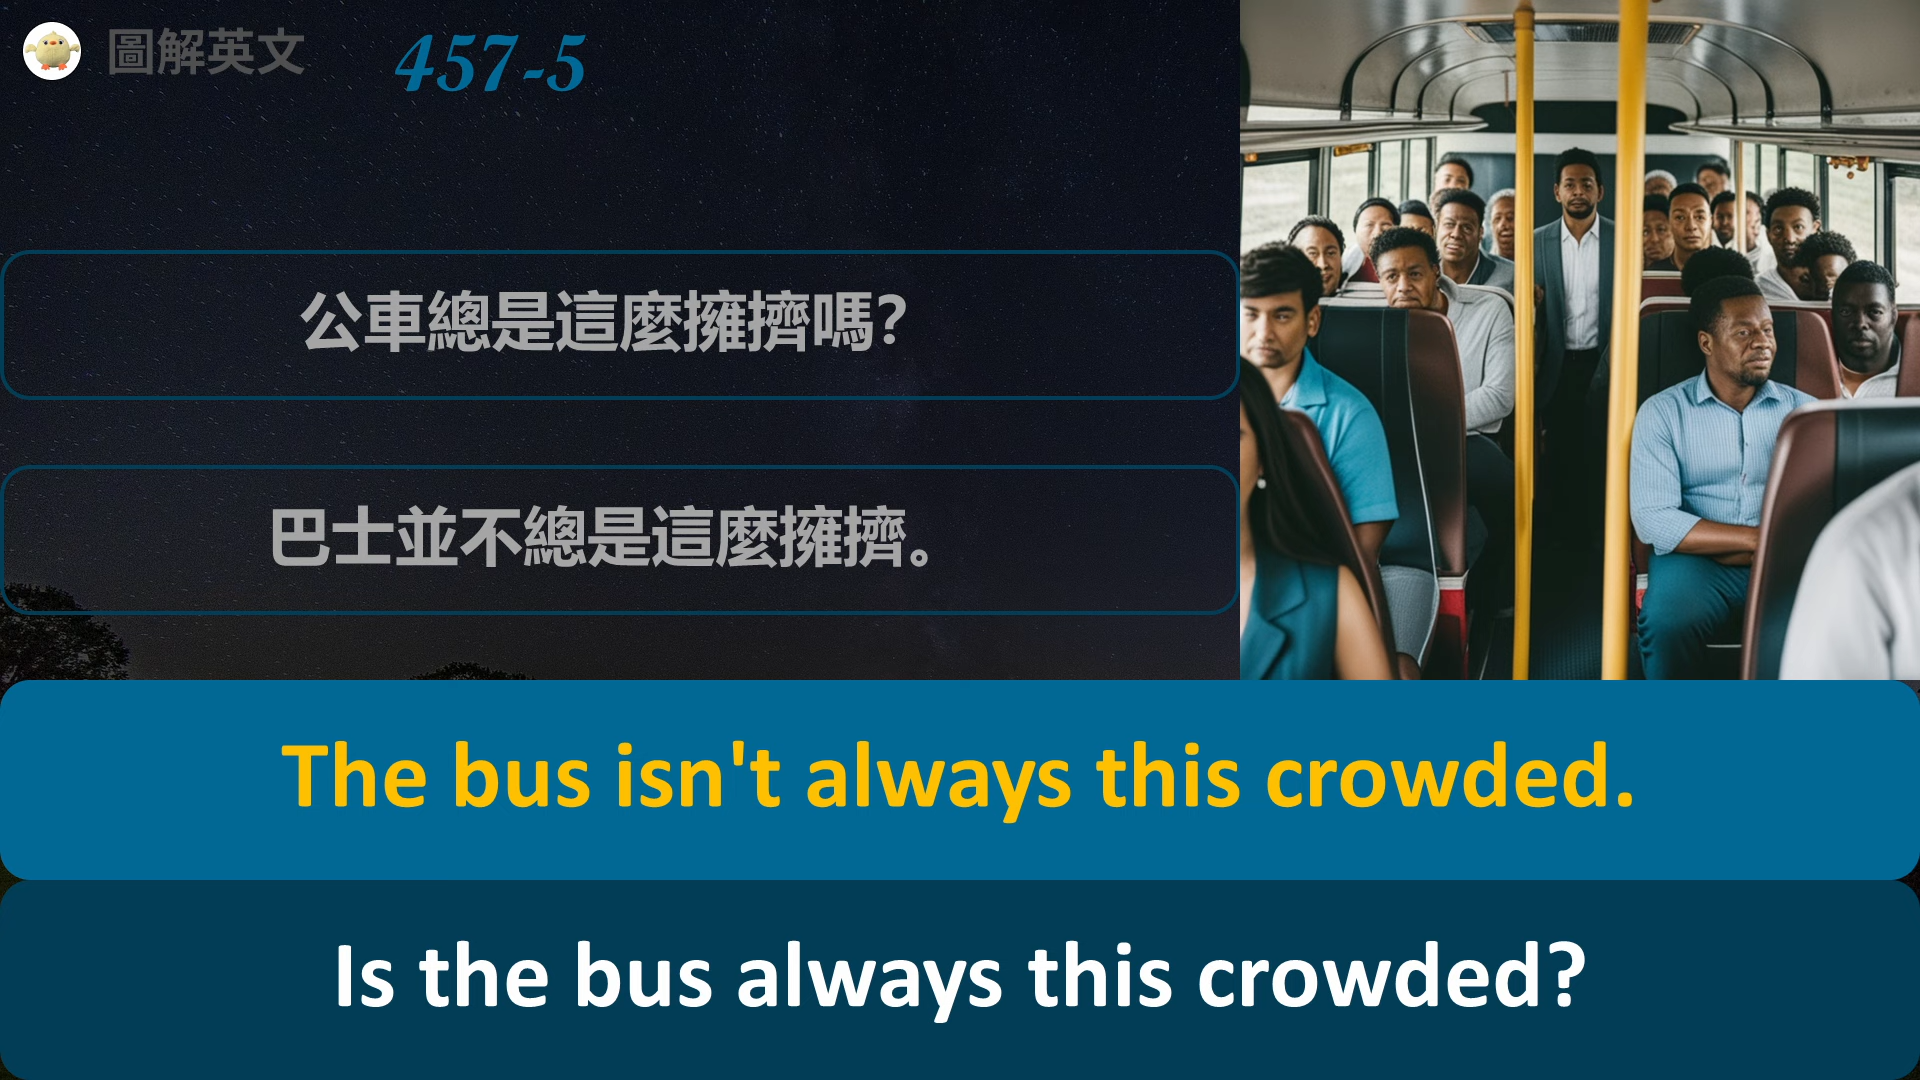 圖解英文
457-5
公車總是這麼擁擠嗎?
巴士並不總是這麼擁擠。
The bus isn't always this crowded.
Is the bus always this crowded?